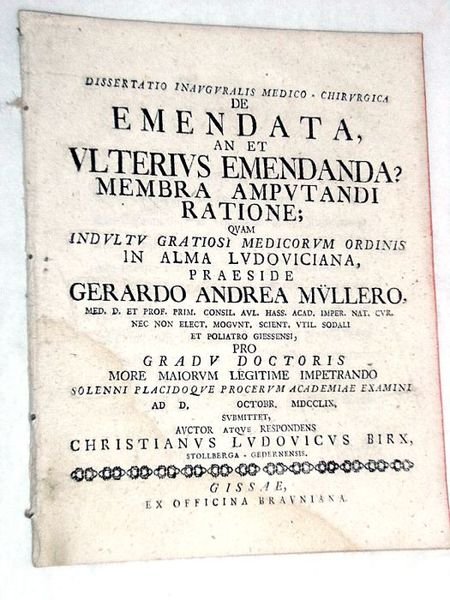 DISSERTATIO INAVGVRALIS MEDICO - CHIRVRGICA
DE
EMENDATA,
AN ET
VLTERIVS EMENDANDA?
MEMBRA AMPVTANDI
RATIONE;
QVAM
INDVLTV GRATIOSI MEDICORVM ORDINIS
IN ALMA LVDOVICIANA,
PRAESIDE
GERARDO ANDREA MÜLLERO,
MED. D. ET PROF. PRIM. CONSIL. AVL. HASS. ACAD. IMPER. NAT. CVR.
NEC NON ELECT. MOGVNT. SCIENT. VTIL. SODALI
ET POLIATRO GIESSENSI,
PRO
GRADV DOCTORIS
MORE MAIORVM LEGITIME IMPETRANDO
SOLENNI PLACIDOQVE PROCERVM ACADEMIAE EXAMINI
AD D. OCTOBR. MDCCLIX,
SVBMITTET,
AVCTOR ATQVE RESPONDENS
CHRISTIANVS LVDOVICVS BIRX,
STOLLBERGA - GEDERNENSIS.
GISSAE,
EX OFFICINA BRAVNIANA.